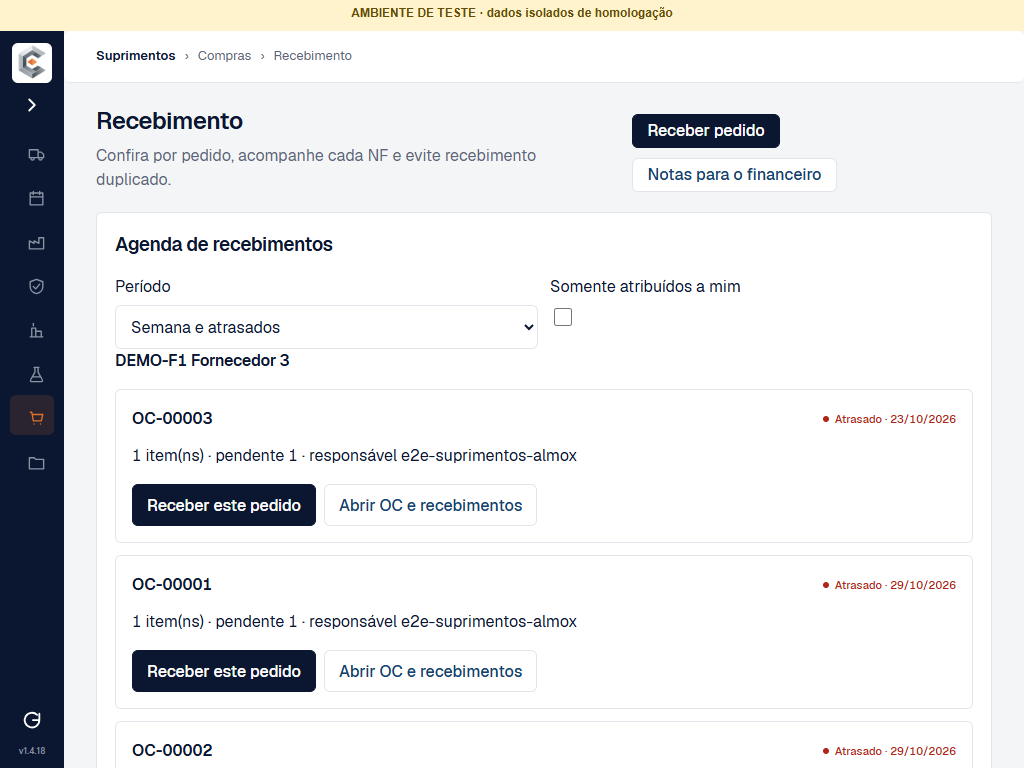 AMBIENTE DE TESTE · dados isolados de homologação
Suprimentos › Compras › Recebimento
Recebimento
Confira por pedido, acompanhe cada NF e evite recebimento
duplicado.
Receber pedido
Notas para o financeiro
Agenda de recebimentos
Período
Somente atribuídos a mim
Semana e atrasados
DEMO-F1 Fornecedor 3
OC-00003
Atrasado · 23/10/2026
1 item(ns) · pendente 1 · responsável e2e-suprimentos-almox
Receber este pedido
Abrir OC e recebimentos
OC-00001
Atrasado · 29/10/2026
1 item(ns) · pendente 1 · responsável e2e-suprimentos-almox
Receber este pedido
Abrir OC e recebimentos
OC-00002
Atrasado · 29/10/2026
v1.4.18